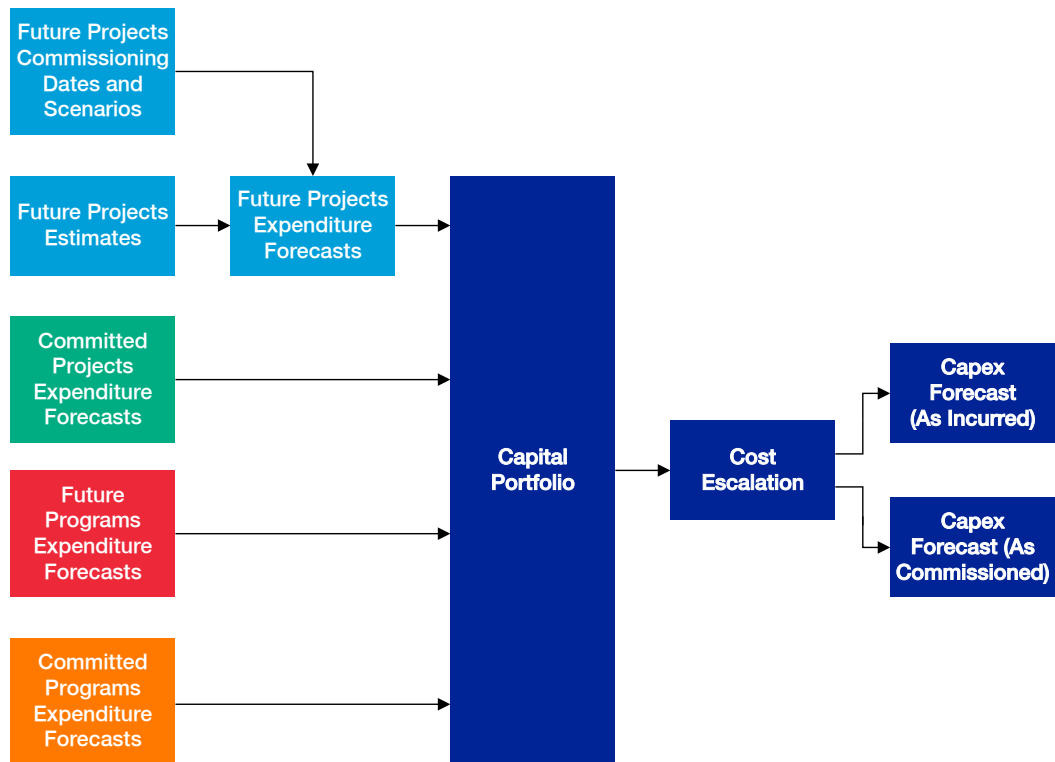 Future Projects
Commissioning
Dates and
Scenarios
Future Projects
Estimates
Future Projects
Expenditure
Forecasts
Committed
Projects
Expenditure
Forecasts
Future
Programs
Expenditure
Forecasts
Committed
Programs
Expenditure
Forecasts
Capital
Portfolio
Cost
Escalation
Capex
Forecast
(As Incurred)
Capex
Forecast (As
Commissioned)